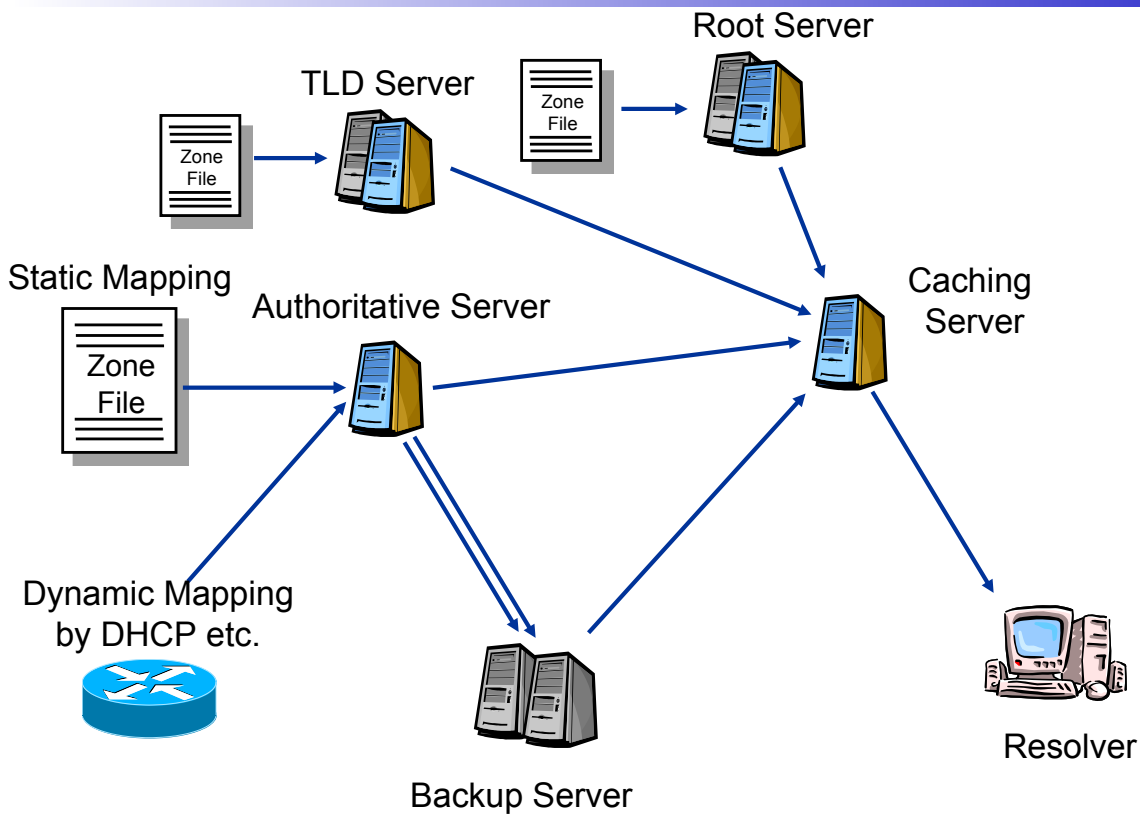 Root Server
TLD Server
Zone
File
Zone
File
Static Mapping
Authoritative Server
Caching
Server
Zone
File
Dynamic Mapping
by DHCP etc.
Resolver
Backup Server